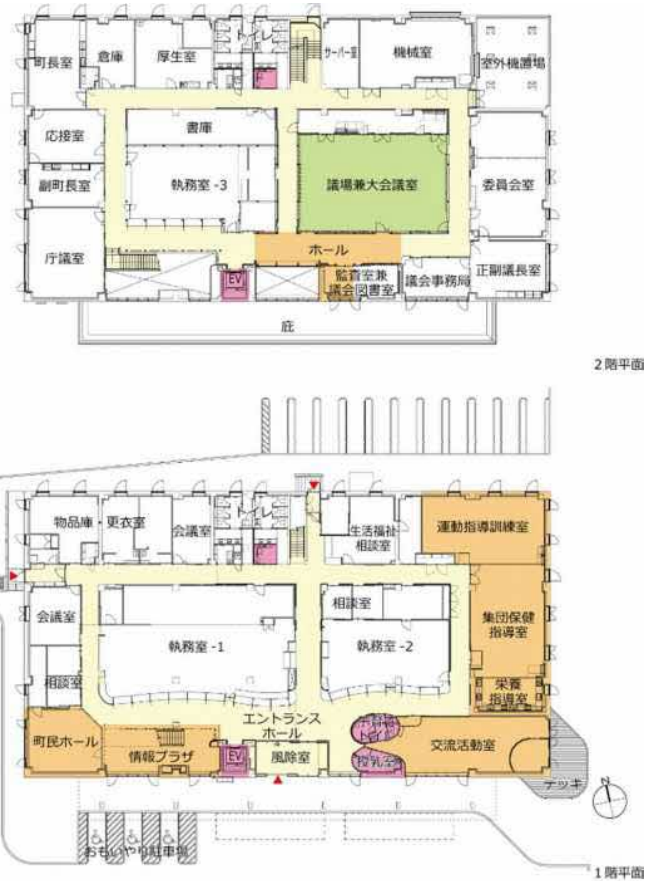 トイレ
町長室
倉庫
厚生室
サーバー室
機械室
室外機置場
応接室
書庫
副町長室
執務室 -3
議場兼大会議室
委員会室
庁議室
ホール
EV
監査室兼
議会図書室
議会事務局
正副議長室
庇
2階平面
物品庫・更衣室
会議室
トイレ
生活福祉
相談室
運動指導訓練室
会議室
相談室
集団保健
指導室
執務室 -1
執務室 -2
相談室
栄養
指導室
エントランス
ホール
町民ホール
情報プラザ
EV
風除室
授乳室
交流活動室
デッキ
N
おもいやり駐車場
1階平面